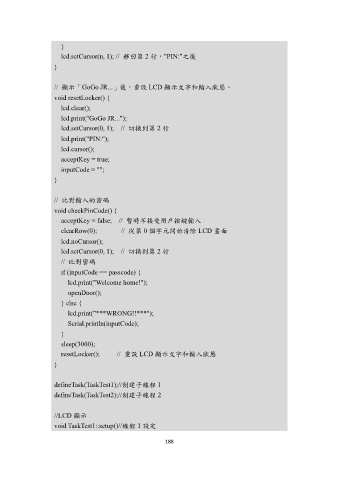 }
lcd.setCursor(n, 1); // 移回第 2 行，"PIN:"之後
}
// 顯示「GoGo JR...」後，重設 LCD 顯示文字和輸入狀態。
void resetLocker() {
lcd.clear();
lcd.print("GoGo JR...");
lcd.setCursor(0, 1); // 切換到第 2 行
lcd.print("PIN:");
lcd.cursor();
acceptKey = true;
inputCode = "";
}
// 比對輸入的密碼
void checkPinCode() {
acceptKey = false; // 暫時不接受用戶按鍵輸入
clearRow(0); // 從第 0 個字元開始清除 LCD 畫面
lcd.noCursor();
lcd.setCursor(0, 1); // 切換到第 2 行
// 比對密碼
if (inputCode == passcode) {
lcd.print("Welcome home!");
openDoor();
} else {
lcd.print("***WRONG!!***");
Serial.println(inputCode);
}
sleep(3000);
resetLocker(); // 重設 LCD 顯示文字和輸入狀態
}
defineTask(TaskTest1);//創建子線程 1
defineTask(TaskTest2);//創建子線程 2
//LCD 顯示
void TaskTest1::setup()//線程 1 設定
188